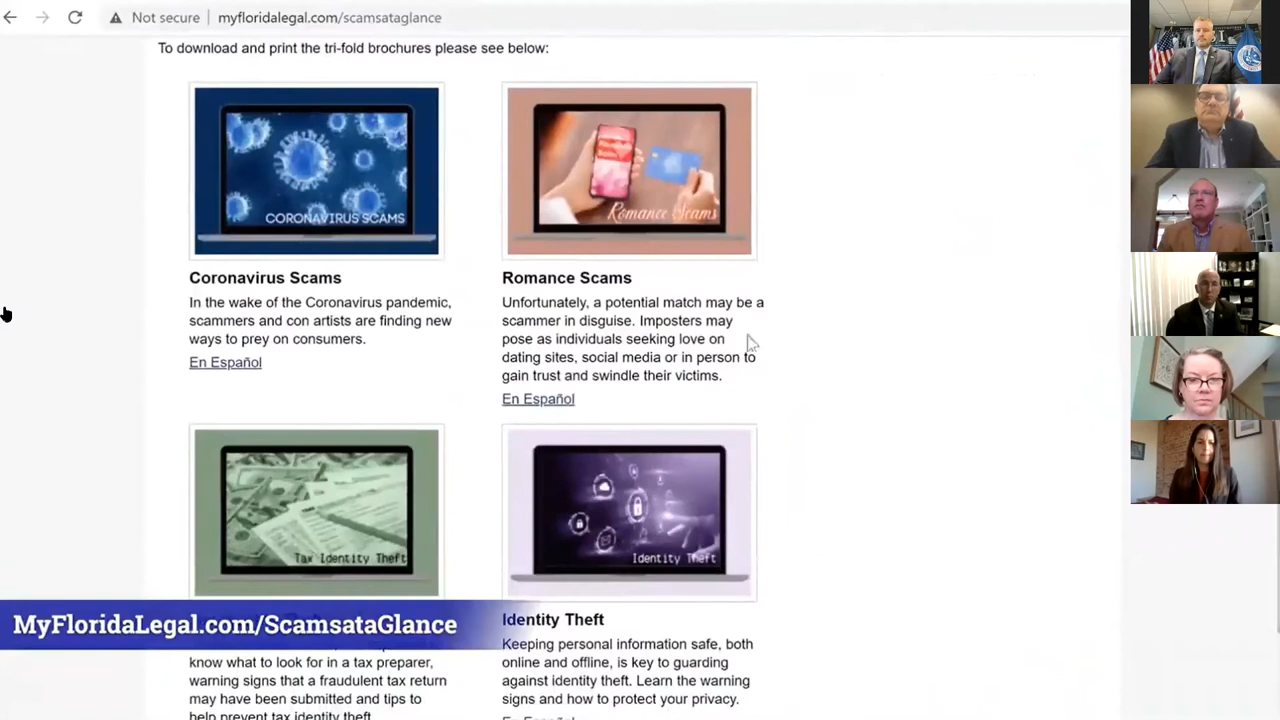 Not secure
myfloridalegal.com/scamsataglance
To download and print the tri-fold brochures please see below:
CORONAVIRUS SCAMS
Romance Scams
Coronavirus Scams
In the wake of the Coronavirus pandemic,
scammers and con artists are finding new
ways to prey on consumers.
En Español
Romance Scams
Unfortunately, a potential match may be a
scammer in disguise. Imposters may
pose as individuals seeking love on
dating sites, social media or in person to
gain trust and swindle their victims.
En Español
Tax Identity Theft
Identity Theft
MyFloridaLegal.com/ScamsataGlance
know what to look for in a tax preparer,
warning signs that a fraudulent tax return
may have been submitted and tips to
help prevent tax identity theft.
Identity Theft
Keeping personal information safe, both
online and offline, is key to guarding
against identity theft. Learn the warning
signs and how to protect your privacy.
En Español